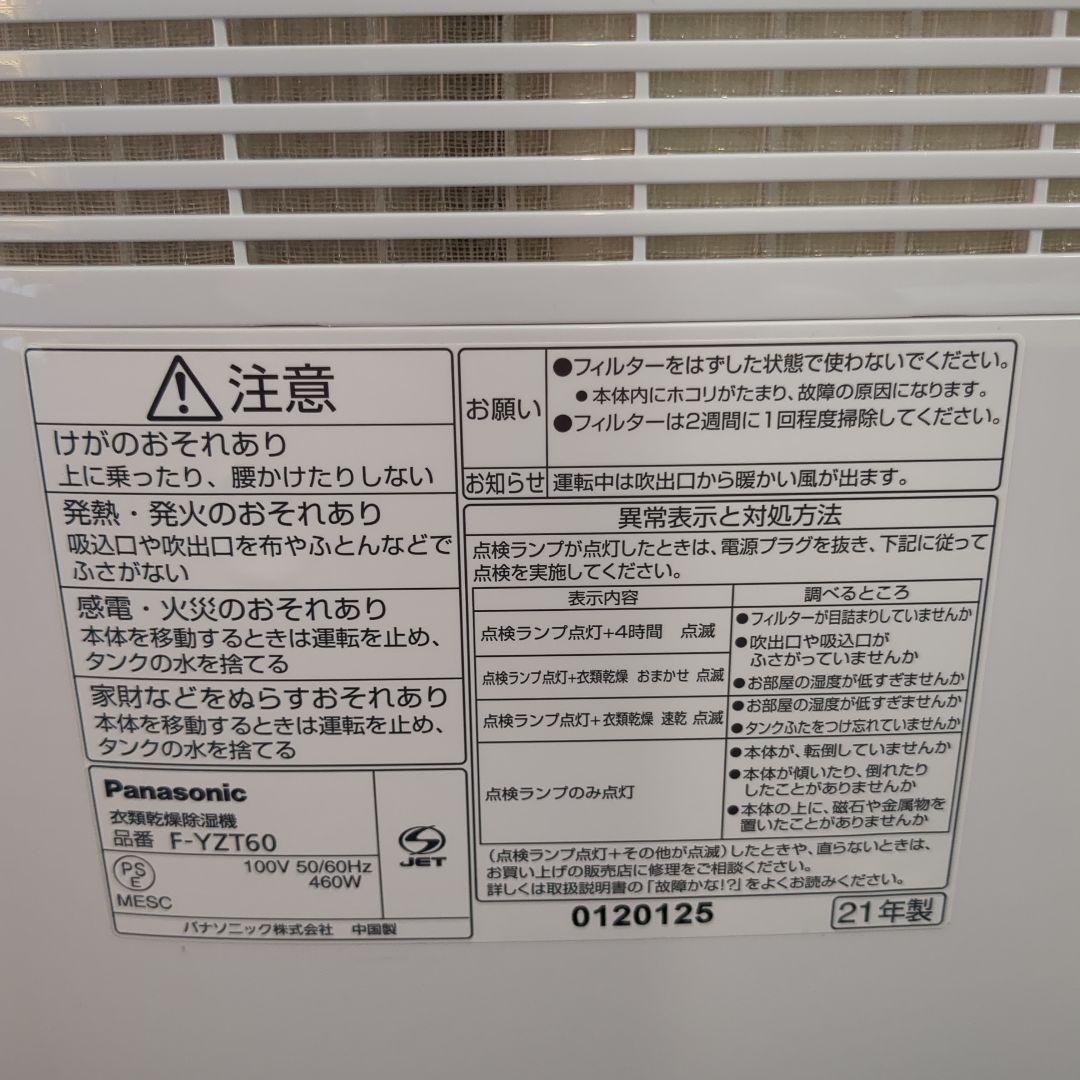 注意
けがのおそれあり
上に乗ったり、腰かけたりしない
発熱・発火のおそれあり
吸込口や吹出口を布やふとんなどで
ふさがない
感電・火災のおそれあり
本体を移動するときは運転を止め、
タンクの水を捨てる
家財などをぬらすおそれあり
本体を移動するときは運転を止め、
タンクの水を捨てる
Panasonic
衣類乾燥除湿機
品番 F-YZT60
100V 50/60Hz
460W
PS
E
MESC
JET
パナソニック株式会社 中国製
お願い
●フィルターをはずした状態で使わないでください。
●本体内にホコリがたまり、故障の原因になります。
●フィルターは2週間に1回程度掃除してください。
お知らせ 運転中は吹出口から暖かい風が出ます。
異常表示と対処方法
点検ランプが点灯したときは、電源プラグを抜き、下記に従って
点検を実施してください。
表示内容 調べるところ
点検ランプ点灯+4時間 点滅
●フィルターが目詰まりしていませんか
●吹出口や吸込口が
ふさがっていませんか
点検ランプ点灯+衣類乾燥 おまかせ 点滅
●お部屋の湿度が低すぎませんか
点検ランプ点灯+衣類乾燥 速乾 点滅
●お部屋の湿度が低すぎませんか
●タンクふたをつけ忘れていませんか
点検ランプのみ点灯
●本体が、転倒していませんか
●本体が傾いたり、倒れたり
したことがありませんか
●本体の上に、磁石や金属物を
置いたことがありませんか
(点検ランプ点灯+その他が点滅)したときや、直らないときは、
お買い上げの販売店に修理をご相談ください。
詳しくは取扱説明書の「故障かな!?」をよくお読みください。
0120125
21年製